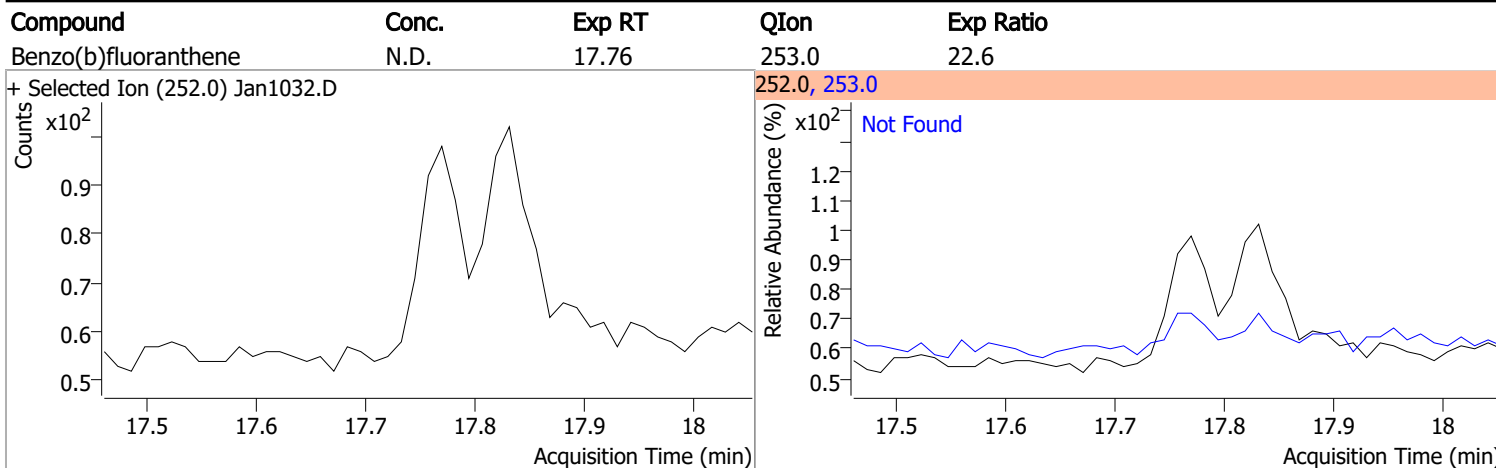 Compound Conc. Exp RT QIon Exp Ratio
Benzo(b)fluoranthene N.D. 17.76 253.0 22.6
+ Selected Ion (252.0) Jan1032.D
Counts
x10²
0.9
0.8
0.7
0.6
0.5
17.5 17.6 17.7 17.8 17.9 18
Acquisition Time (min)
252.0, 253.0
Relative Abundance (%)
x10²
Not Found
1.2
1.1
1
0.9
0.8
0.7
0.6
0.5
17.5 17.6 17.7 17.8 17.9 18
Acquisition Time (min)